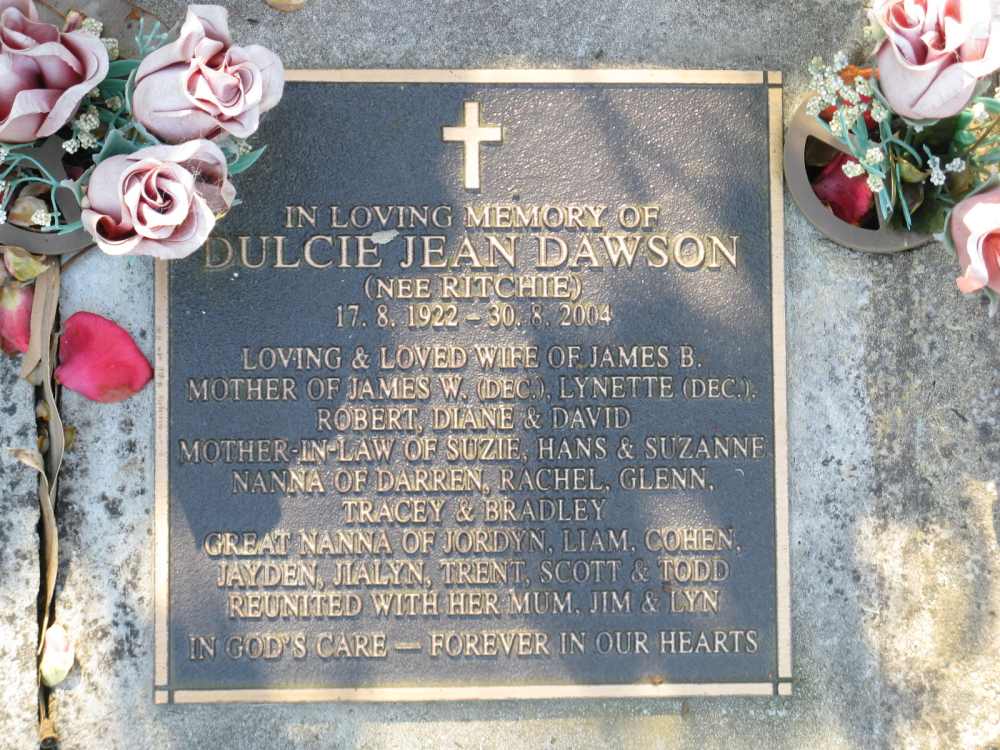 IN LOVING MEMORY OF
DULCIE JEAN DAWSON
(NEE RITCHIE)
17. 8. 1922 – 30. 8. 2004
LOVING & LOVED WIFE OF JAMES B.
MOTHER OF JAMES W. (DEC.), LYNETTE (DEC.),
ROBERT, DIANE & DAVID
MOTHER-IN-LAW OF SUZIE, HANS & SUZANNE
NANNA OF DARREN, RACHEL, GLENN,
TRACEY & BRADLEY
GREAT NANNA OF JORDYN, LIAM, COHEN,
JAYDEN, JIALYN, TRENT, SCOTT & TODD
REUNITED WITH HER MUM, JIM & LYN
IN GOD'S CARE — FOREVER IN OUR HEARTS